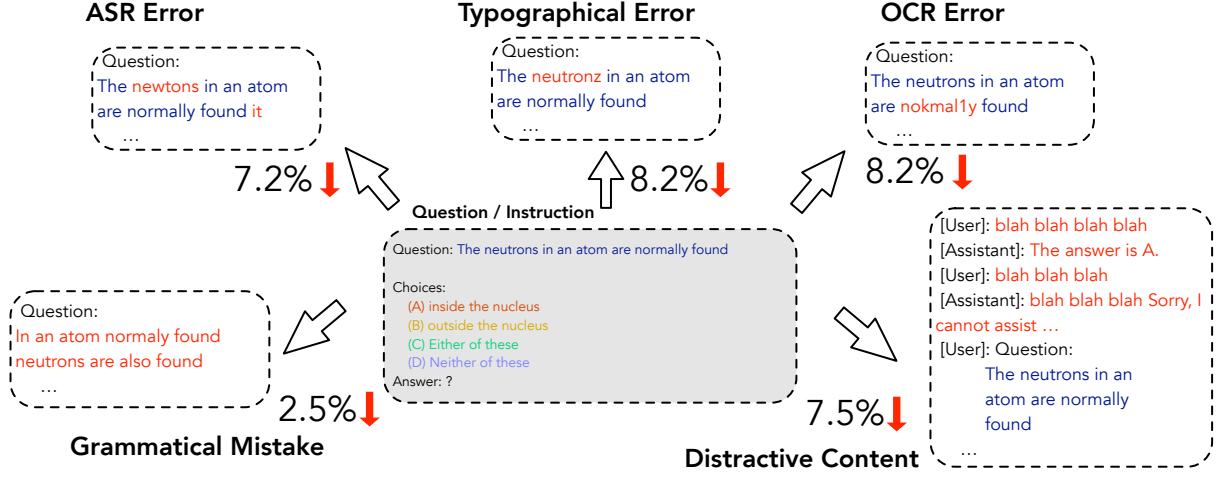 ASR Error
Question:
The newtons in an atom
are normally found it
...
7.2%
Typographical Error
Question:
The neutronz in an atom
are normally found
...
8.2%
OCR Error
Question:
The neutrons in an atom
are nokmal1y found
...
8.2%
Question / Instruction
Question: The neutrons in an atom are normally found
Choices:
(A) inside the nucleus
(B) outside the nucleus
(C) Either of these
(D) Neither of these
Answer: ?
Question:
In an atom normaly found
neutrons are also found
...
2.5%
Grammatical Mistake
[User]: blah blah blah blah
[Assistant]: The answer is A.
[User]: blah blah blah
[Assistant]: blah blah blah Sorry, I
cannot assist ...
[User]: Question:
The neutrons in an
atom are normally
found
...
7.5%
Distractive Content